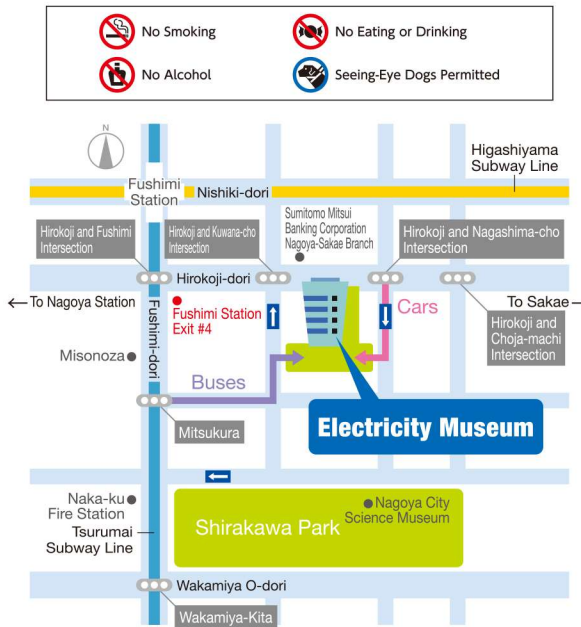 No Smoking
No Eating or Drinking
No Alcohol
Seeing-Eye Dogs Permitted
N
Higashiyama
Subway Line
Fushimi
Station
Nishiki-dori
Sumitomo Mitsui
Banking Corporation
Nagoya-Sakae Branch
Hirokoji and Fushimi
Intersection
Hirokoji and Kuwana-cho
Intersection
Hirokoji and Nagashima-cho
Intersection
Hirokoji-dori
←To Nagoya Station
Fushimi-dori
Fushimi Station
Exit #4
Cars
To Sakae→
Hirokoji and
Choja-machi
Intersection
Misonoza
Buses
Electricity Museum
Mitsukura
Naka-ku
Fire Station
Nagoya City
Science Museum
Shirakawa Park
Tsurumai
Subway Line
Wakamiya O-dori
Wakamiya-Kita